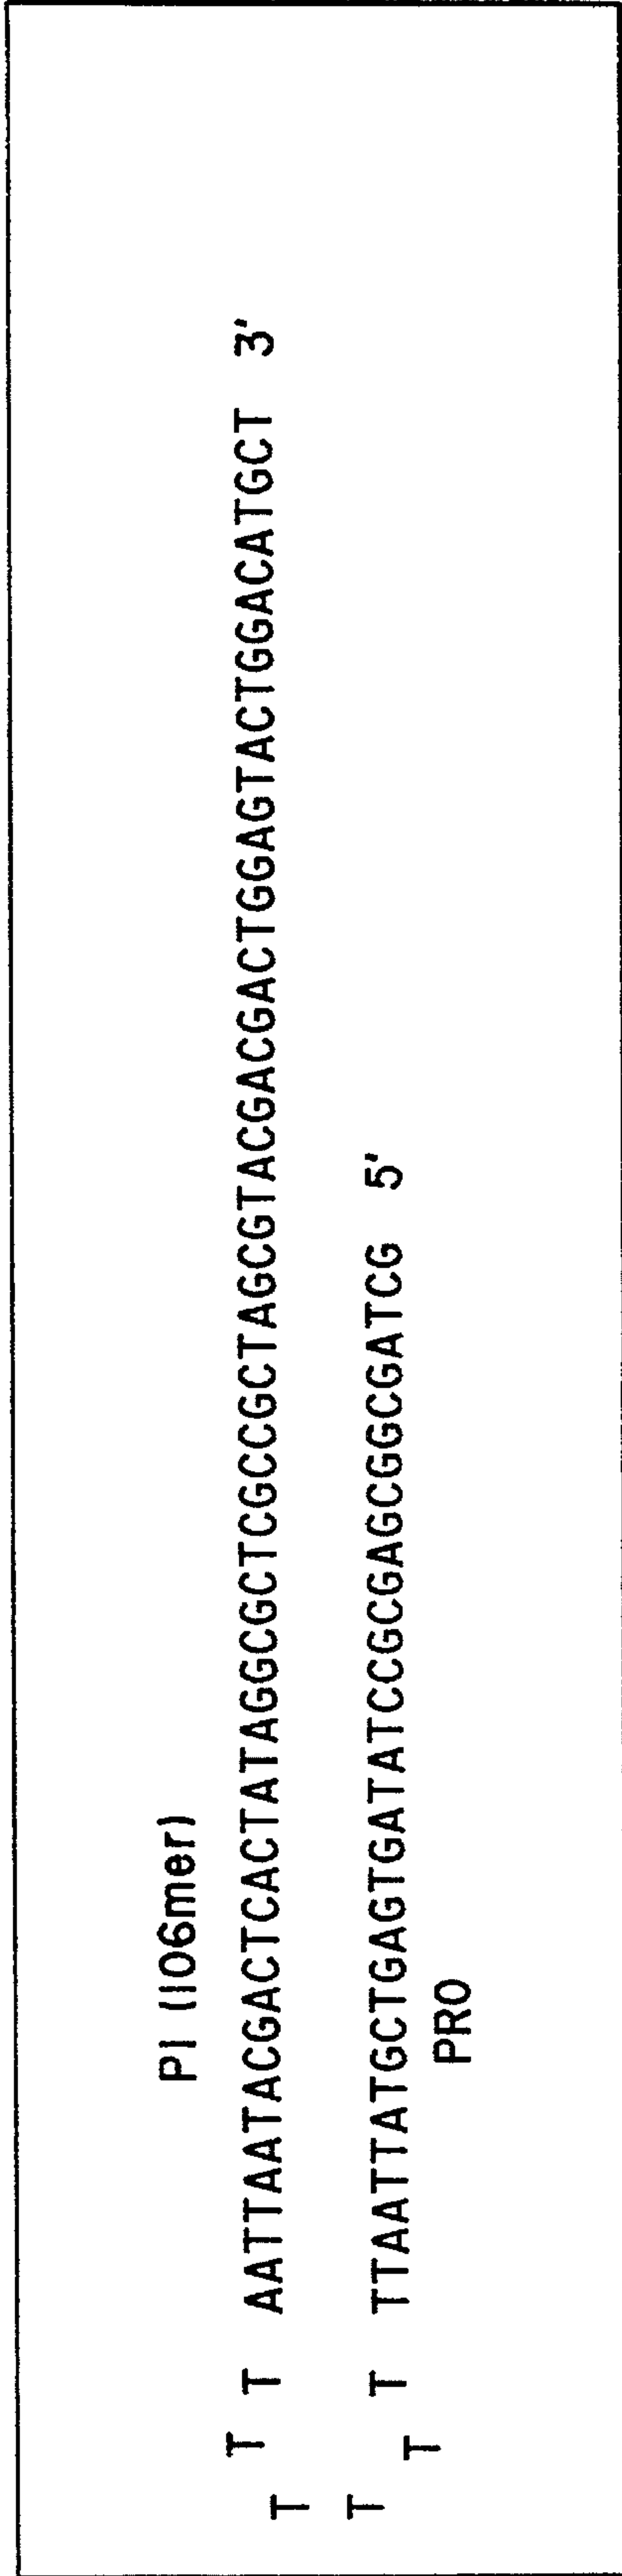 P1 (106mer)
T
T AATTAATACGACTCACTATAGGCGCTCGCCGCTAGCGTACGACGACTGGAGTACTGGACATGCT 3'
T
T
T TTAATTATGCTGAGTGATATCCGCGAGCGGCGATCG 5'
T
PRO